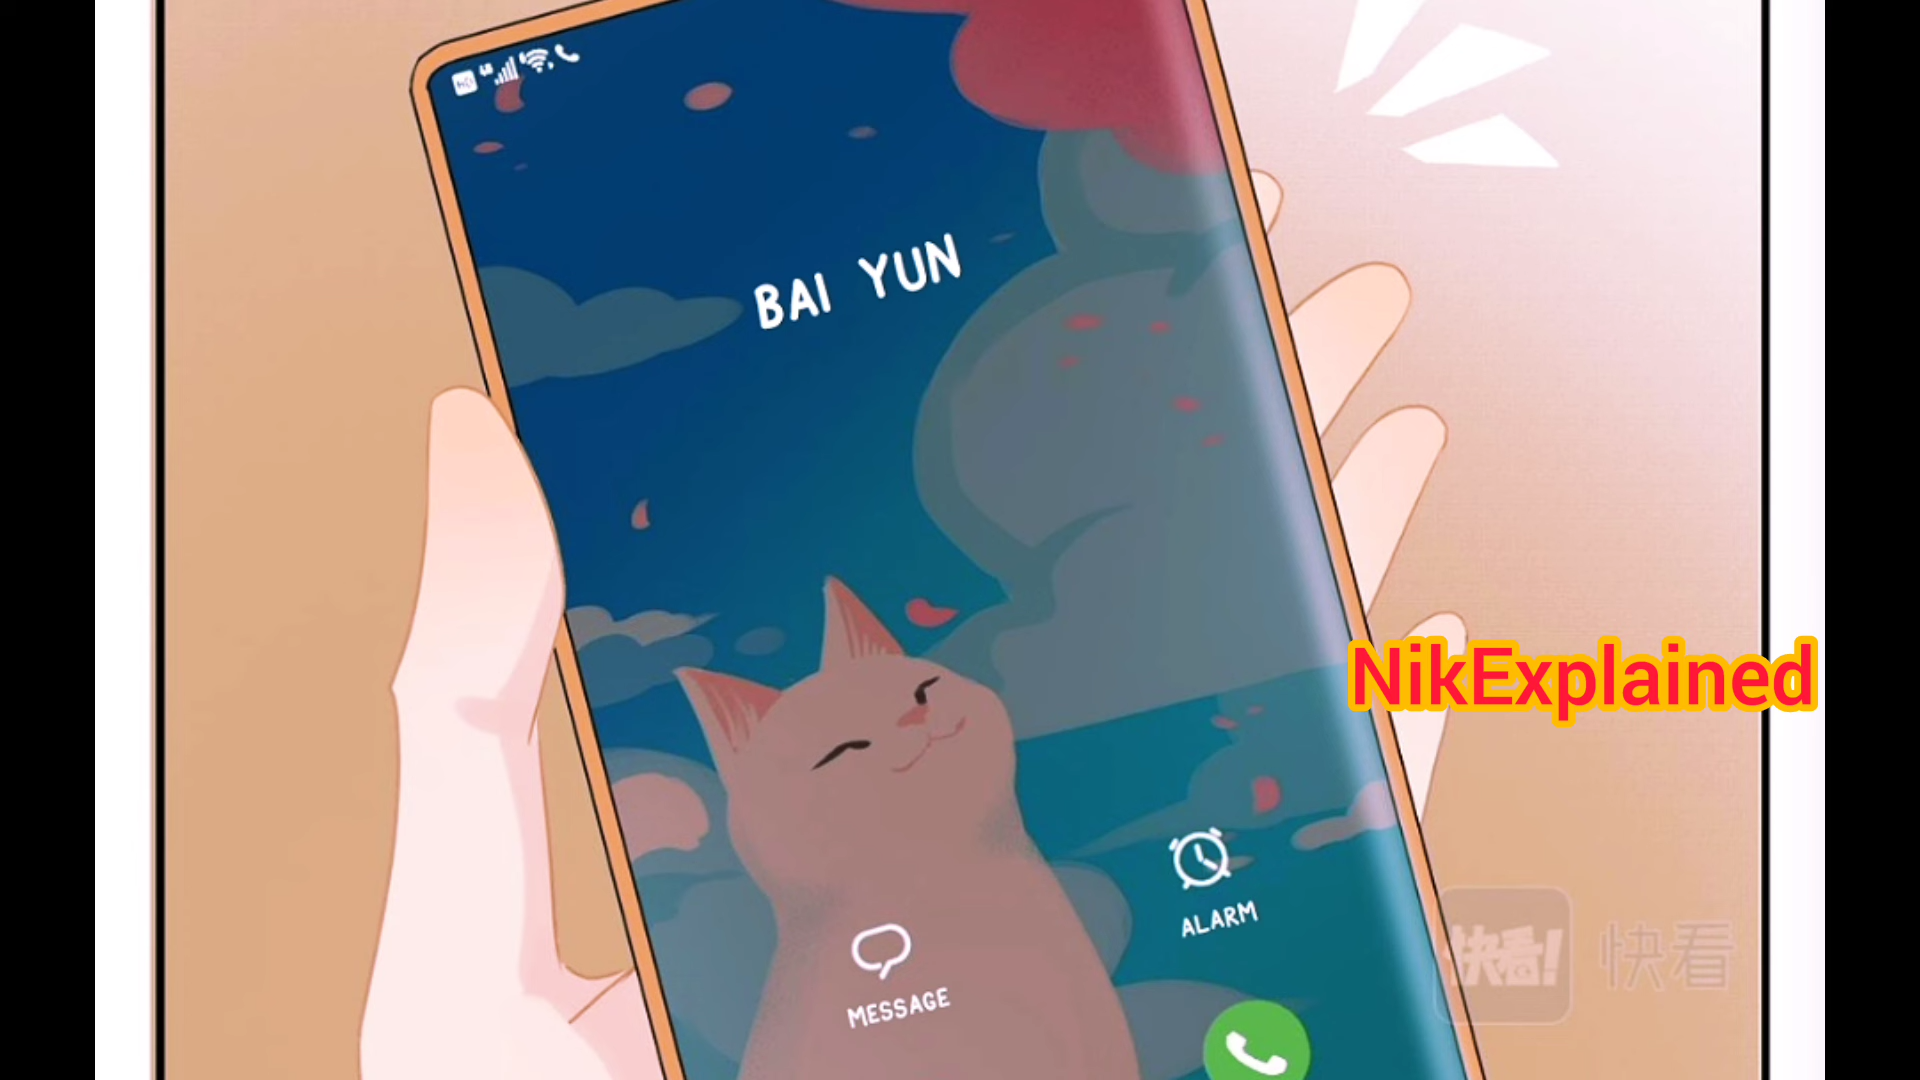 BAI YUN
NikExplained
ALARM
MESSAGE
快看!
快看